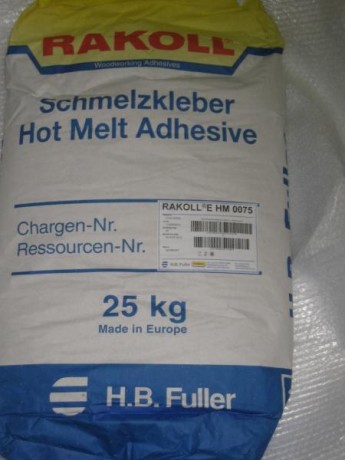 RAKOLL
Woodworking Adhesives
Schmelzkleber
Hot Melt Adhesive
RAKOLL®E HM 0075
Chargen-Nr.
Ressourcen-Nr.
H.B. Fuller
25 kg
Made in Europe
H.B. Fuller